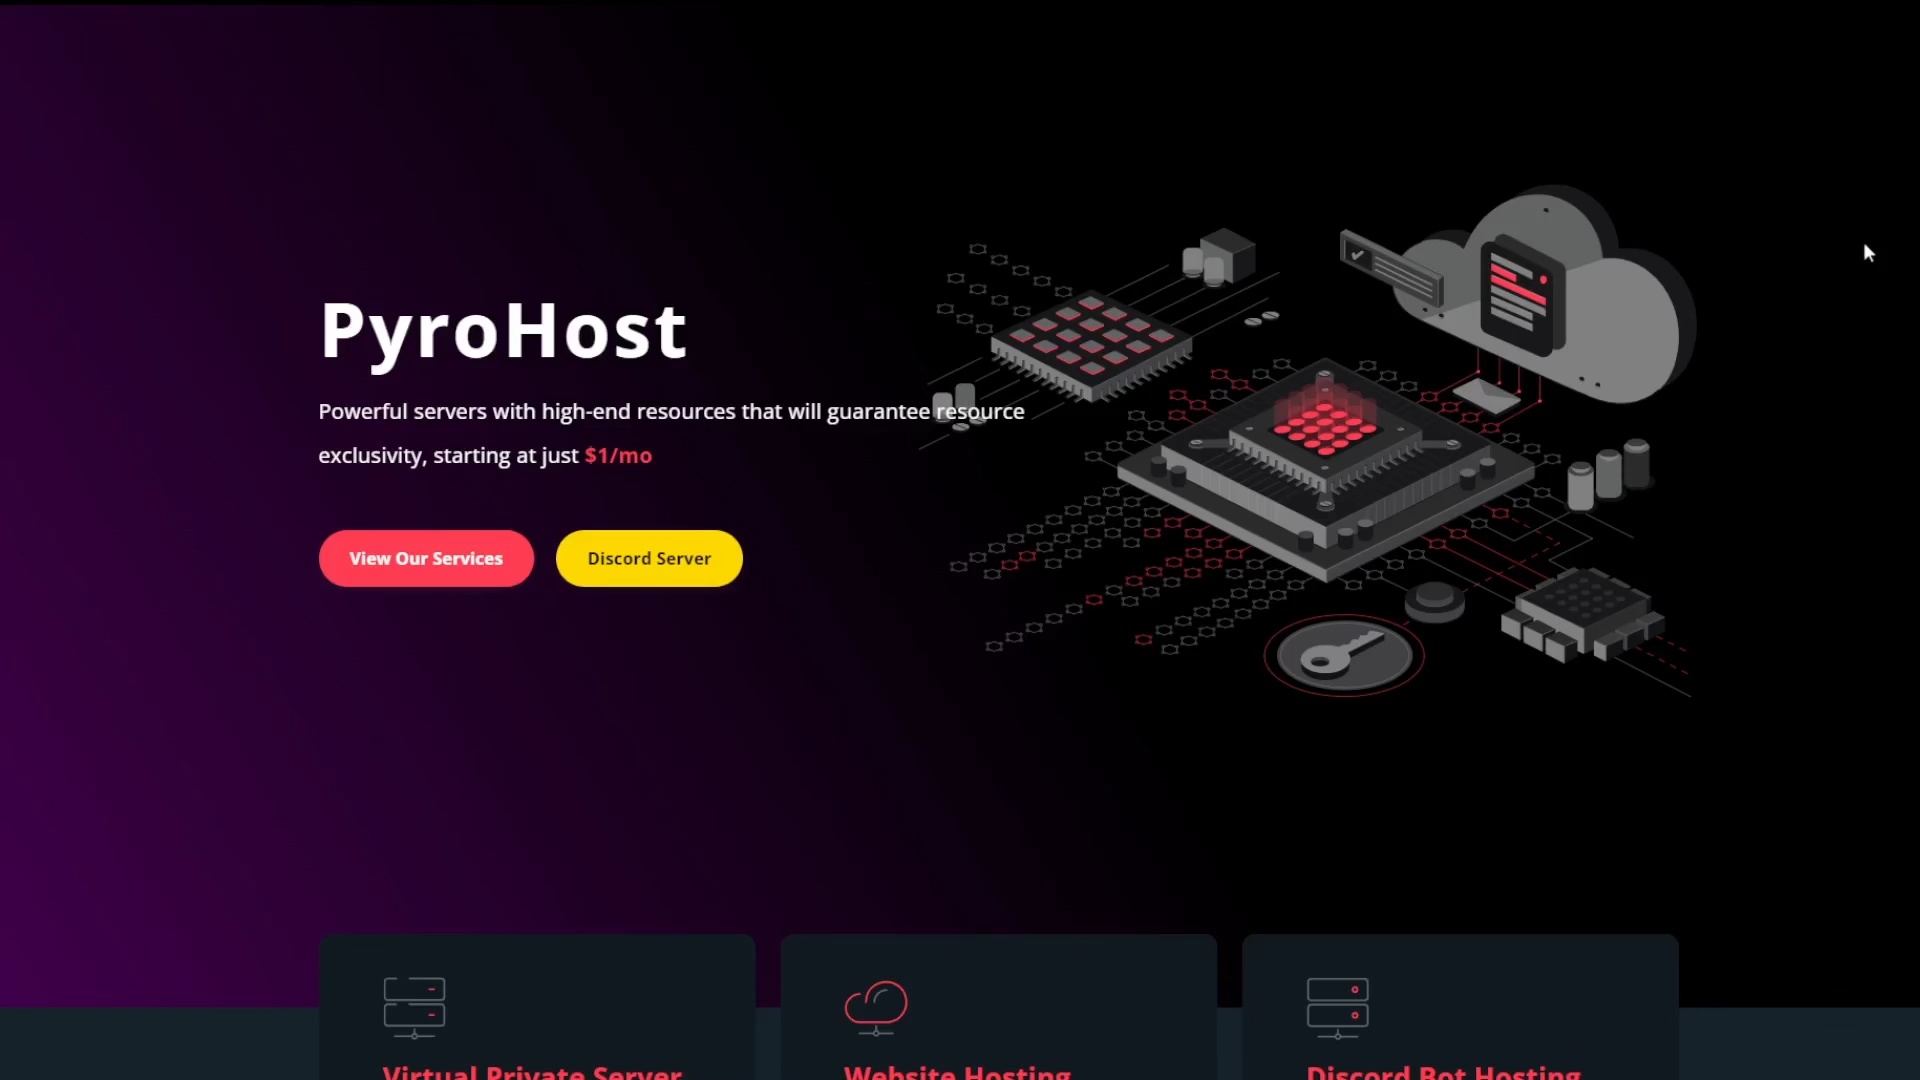 PyroHost
Powerful servers with high-end resources that will guarantee resource
exclusivity, starting at just $1/mo
View Our Services
Discord Server
Virtual Private Server
Website Hosting
Discord Bot Hosting